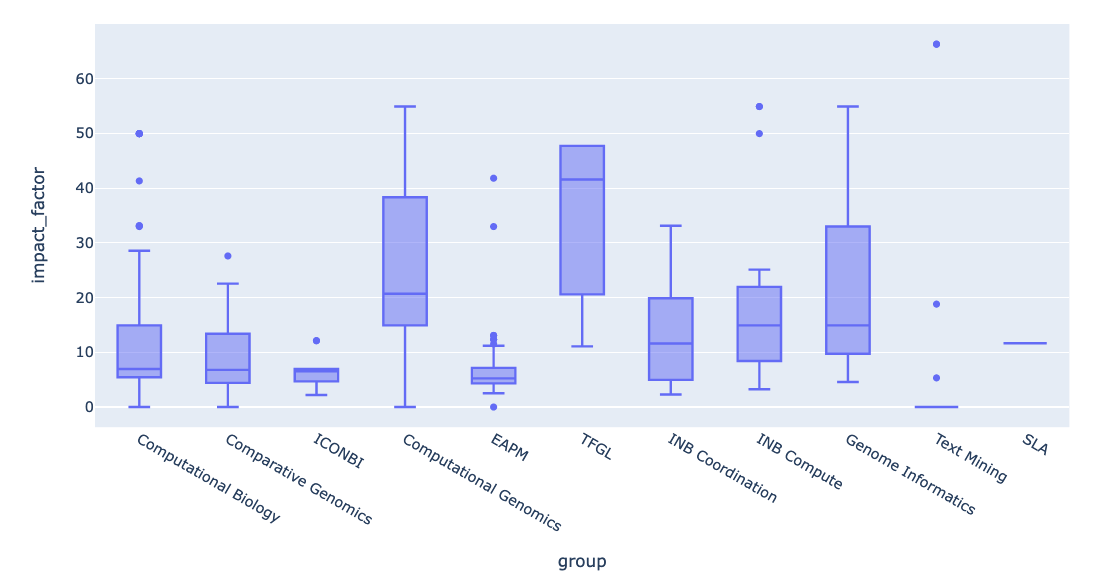 impact_factor
60
50
40
30
20
10
0
Computational Biology
Comparative Genomics
ICONBI
Computational Genomics
EAPM
TFGL
INB Coordination
INB Compute
Genome Informatics
Text Mining
SLA
group